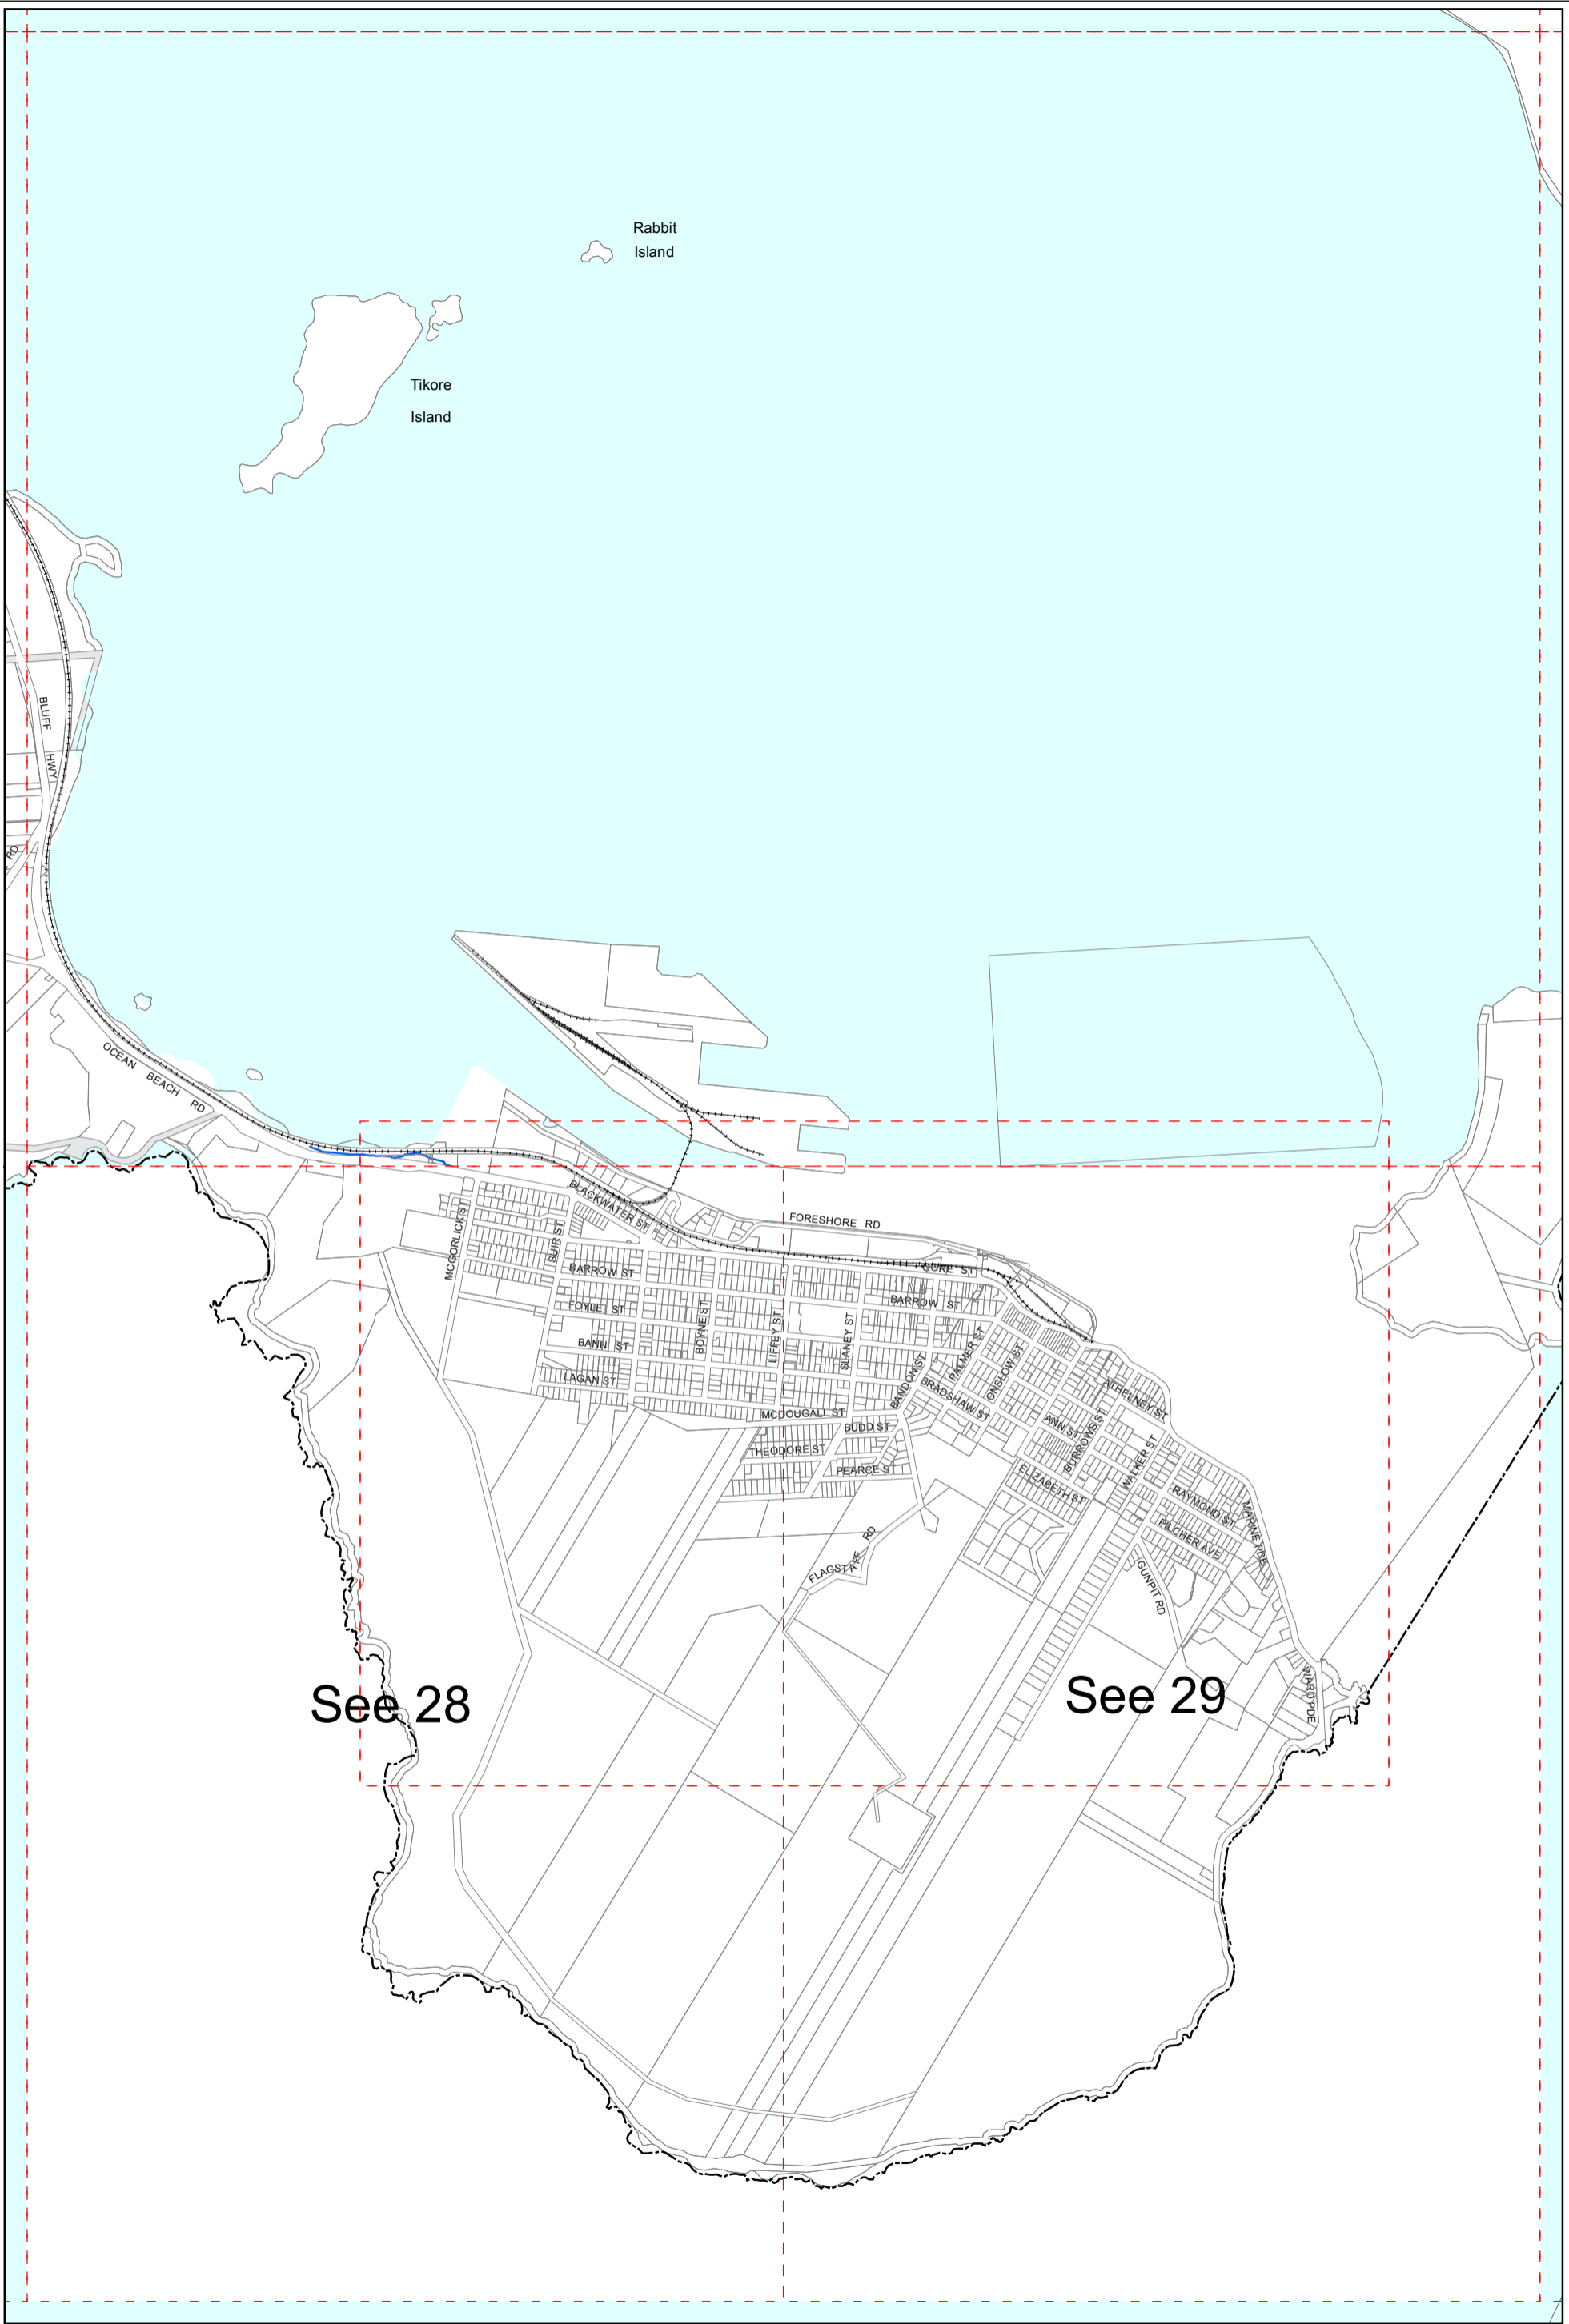 Rabbit
Island
Tikore
Island
BLUFF
HWY
RD
OCEAN BEACH RD
BLACKWATER ST
FORESHORE RD
MCGORLICK ST
SUIR ST
GORE ST
BARROW ST
BARROW ST
FOYLE ST
BOYNE ST
LIFFEY ST
SLANEY ST
PALMER ST
BANN ST
ONSLOW ST
BANDON ST
LAGAN ST
BRADSHAW ST
ATHELNEY ST
MCDOUGALL ST
BUDD ST
ANN ST
BURROWS ST
THEODORE ST
WALKER ST
PEARCE ST
ELIZABETH ST
RAYMOND ST
MARINE PDE
PILCHER AVE
FLAGSTAFF RD
GUNPIT RD
See 28
See 29
WARD PDE